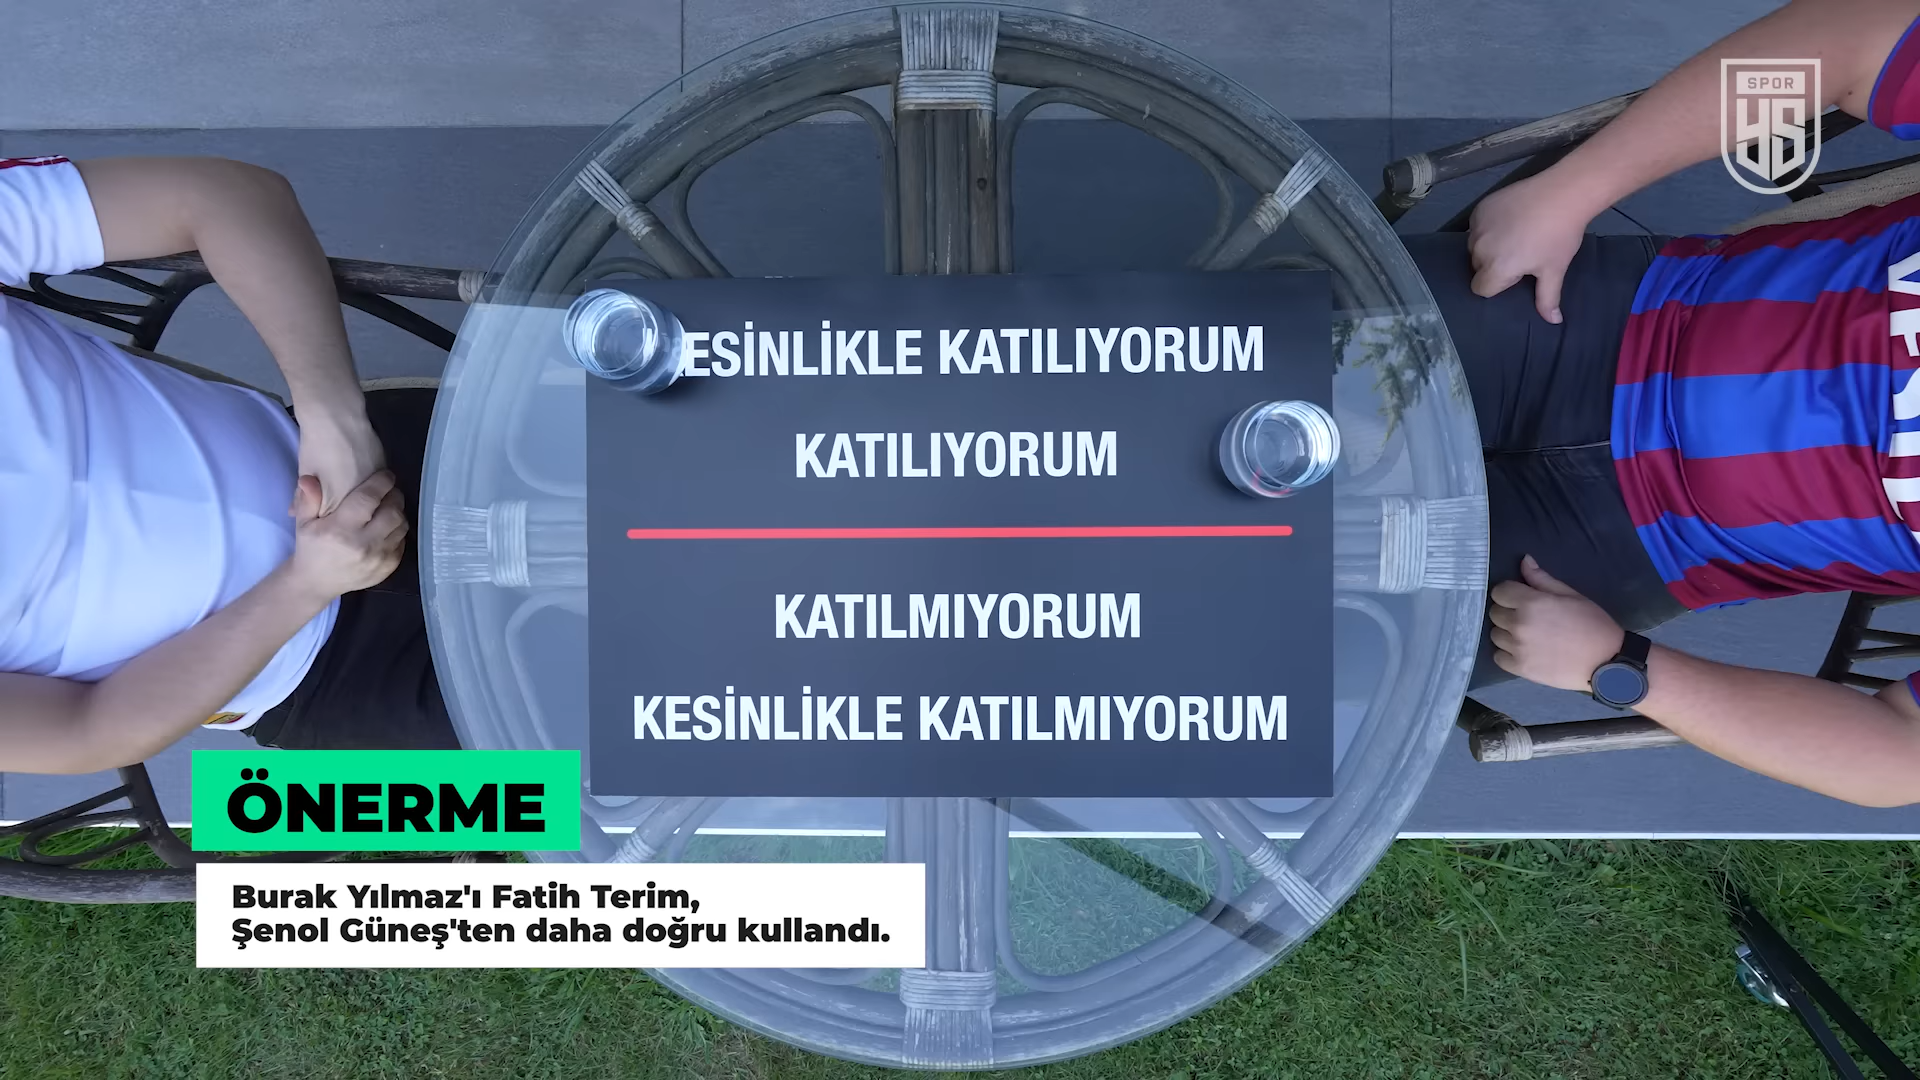 SPOR
YS
ESİNLİKLE KATILIYORUM
KATILIYORUM
KATILMIYORUM
KESİNLİKLE KATILMIYORUM
ÖNERME
Burak Yılmaz'ı Fatih Terim,
Şenol Güneş'ten daha doğru kullandı.